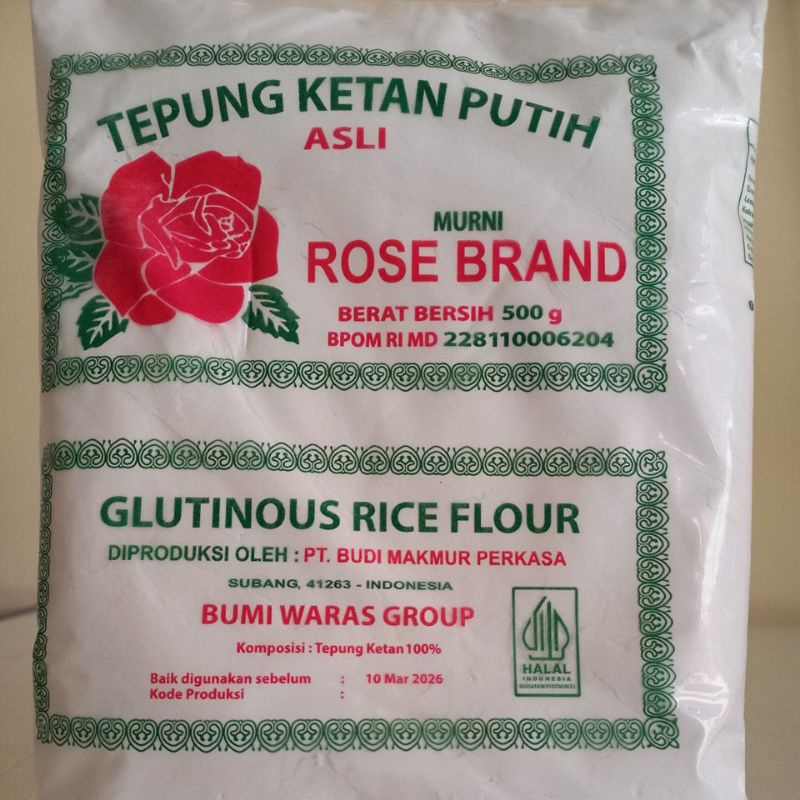 TEPUNG KETAN PUTIH
ASLI
MURNI
ROSE BRAND
BERAT BERSIH 500 g
BPOM RI MD 228110006204
GLUTINOUS RICE FLOUR
DIPRODUKSI OLEH : PT. BUDI MAKMUR PERKASA
SUBANG, 41263 - INDONESIA
BUMI WARAS GROUP
Komposisi : Tepung Ketan 100%
Baik digunakan sebelum : 10 Mar 2026
Kode Produksi :
HALAL
INDONESIA